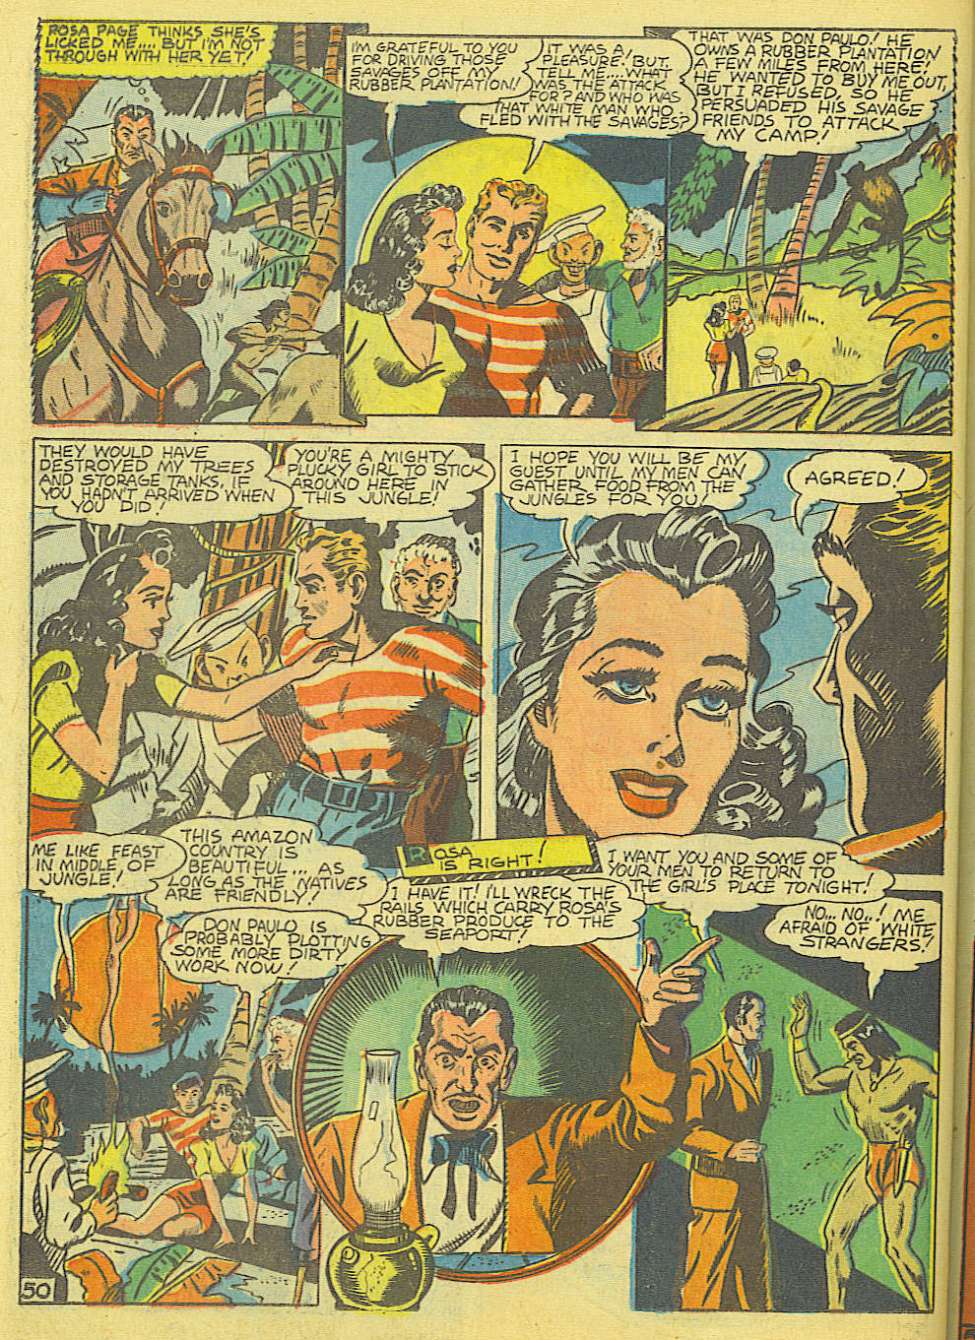 ROSA PAGE THINKS SHE'S
LICKED ME.... BUT I'M NOT
THROUGH WITH HER YET!
I'M GRATEFUL TO YOU
FOR DRIVING THOSE
SAVAGES OFF MY
RUBBER PLANTATION!
IT WAS A
PLEASURE! BUT
TELL ME.... WHAT
WAS THE ATTACK
FOR? AND WHO WAS
THAT WHITE MAN WHO
FLED WITH THE SAVAGES?
THAT WAS DON PAULO! HE
OWNS A RUBBER PLANTATION
A FEW MILES FROM HERE!
HE WANTED TO BUY ME OUT,
BUT I REFUSED, SO HE
PERSUADED HIS SAVAGE
FRIENDS TO ATTACK
MY CAMP!
THEY WOULD HAVE
DESTROYED MY TREES
AND STORAGE TANKS, IF
YOU HADN'T ARRIVED WHEN
YOU DID!
YOU'RE A MIGHTY
PLUCKY GIRL TO STICK
AROUND HERE IN
THIS JUNGLE!
I HOPE YOU WILL BE MY
GUEST UNTIL MY MEN CAN
GATHER FOOD FROM THE
JUNGLES FOR YOU!
AGREED!
ME LIKE FEAST
IN MIDDLE OF
JUNGLE!
THIS AMAZON
COUNTRY IS
BEAUTIFUL... AS
LONG AS THE NATIVES
ARE FRIENDLY!
DON PAULO IS
PROBABLY PLOTTING
SOME MORE DIRTY
WORK NOW!
ROSA
IS RIGHT!
I HAVE IT! I'LL WRECK THE
RAILS WHICH CARRY ROSA'S
RUBBER PRODUCE TO THE
SEAPORT!
I WANT YOU AND SOME OF
YOUR MEN TO RETURN TO
THE GIRL'S PLACE TONIGHT!
NO... NO..! ME
AFRAID OF WHITE
STRANGERS!
50